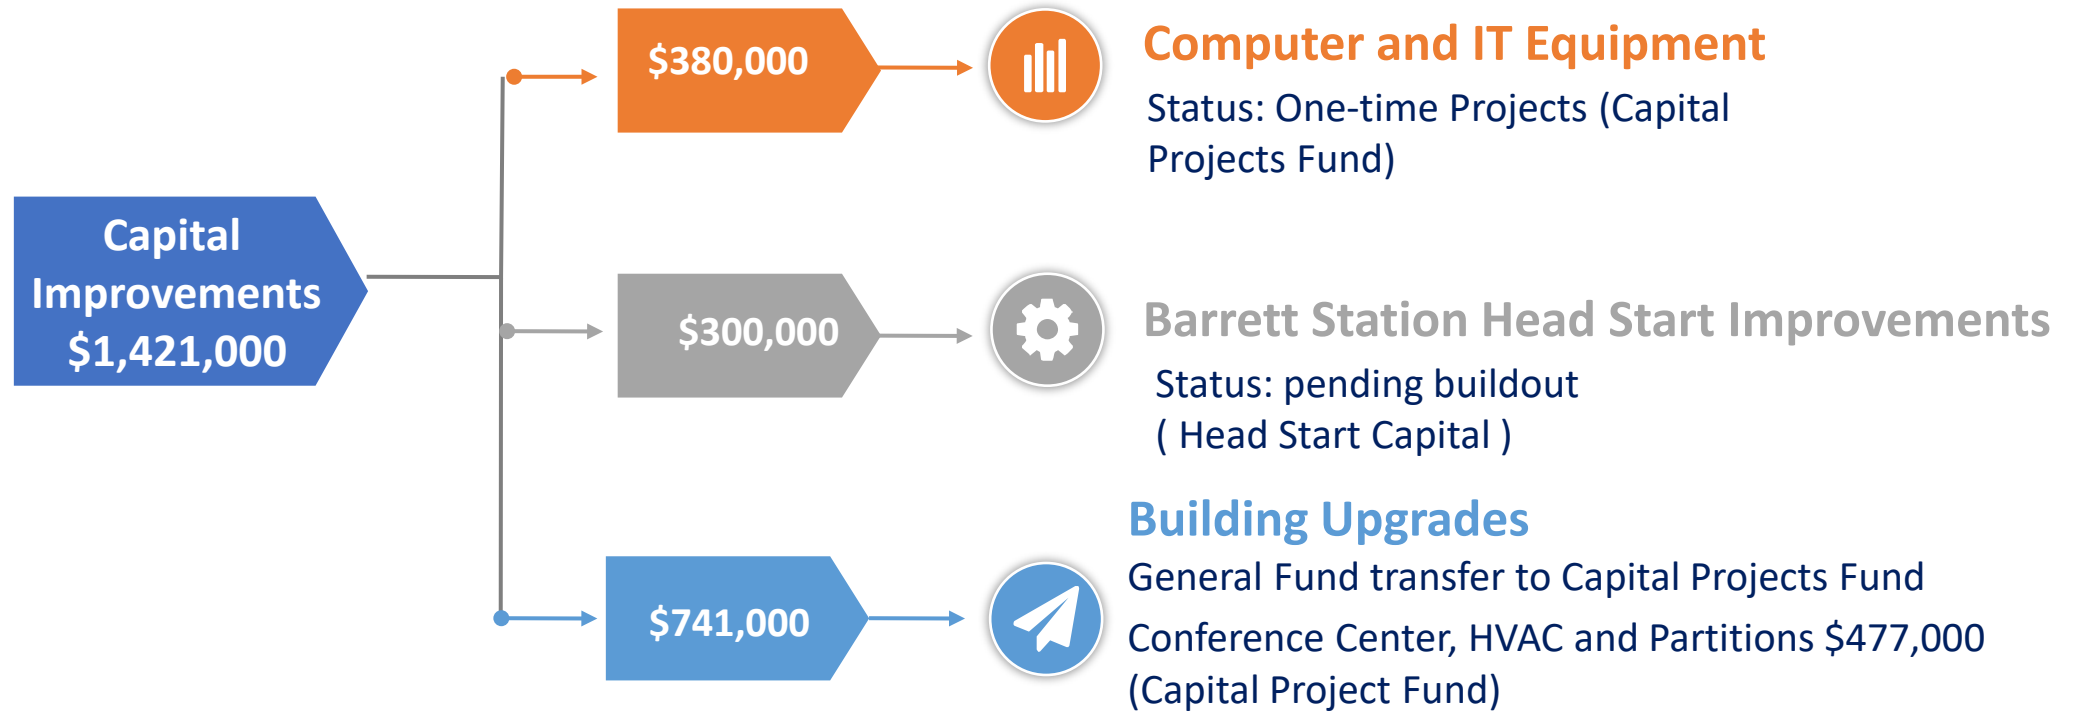 Capital
Improvements
$1,421,000
$380,000
Computer and IT Equipment
Status: One-time Projects (Capital
Projects Fund)
$300,000
Barrett Station Head Start Improvements
Status: pending buildout
( Head Start Capital )
$741,000
Building Upgrades
General Fund transfer to Capital Projects Fund
Conference Center, HVAC and Partitions $477,000
(Capital Project Fund)